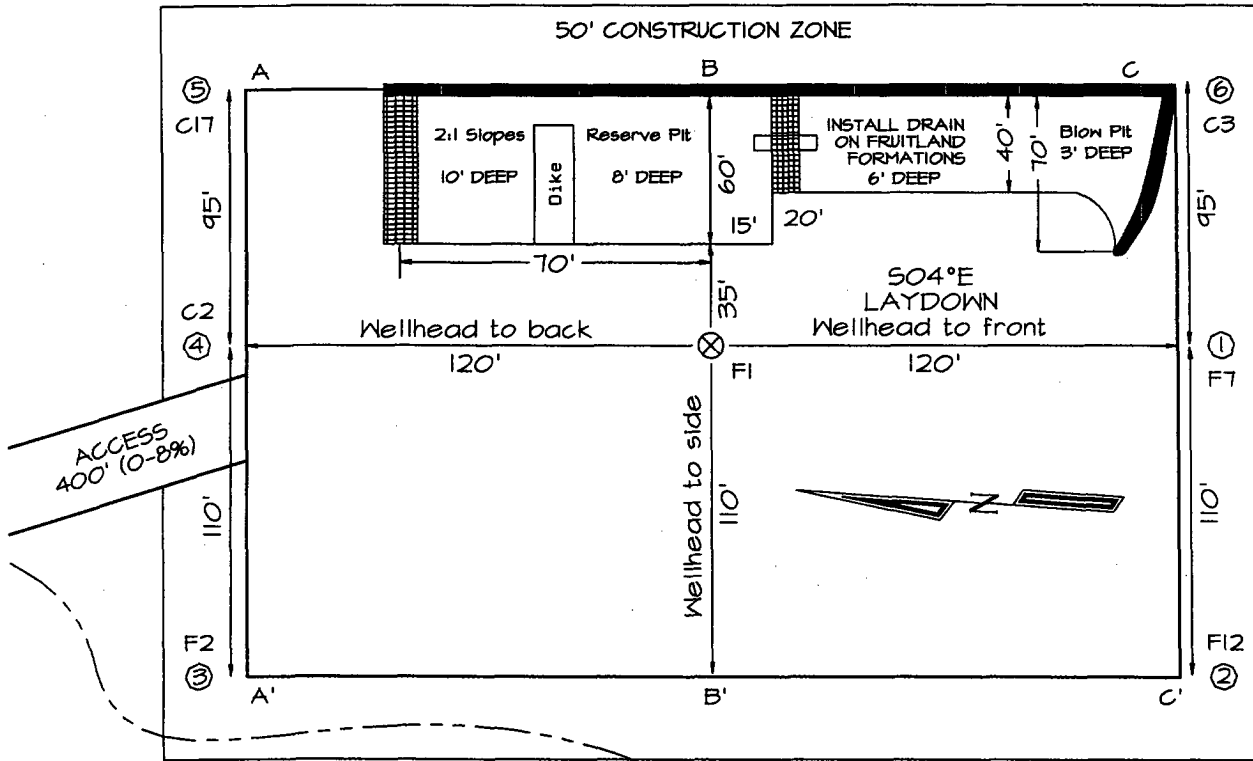 50' CONSTRUCTION ZONE
A
B
C
5
6
C17
C3
2:1 Slopes
10' DEEP
Dike
Reserve Pit
8' DEEP
60'
15'
20'
INSTALL DRAIN
ON FRUITLAND
FORMATIONS
6' DEEP
40'
70'
Blow Pit
3' DEEP
95'
95'
70'
35'
S04°E
LAYDOWN
C2
Wellhead to back
Wellhead to front
4
1
120'
F1
120'
F7
ACCESS
400' (0-8%)
110'
Wellhead to side
110'
N
110'
F2
F12
3
2
A'
B'
C'